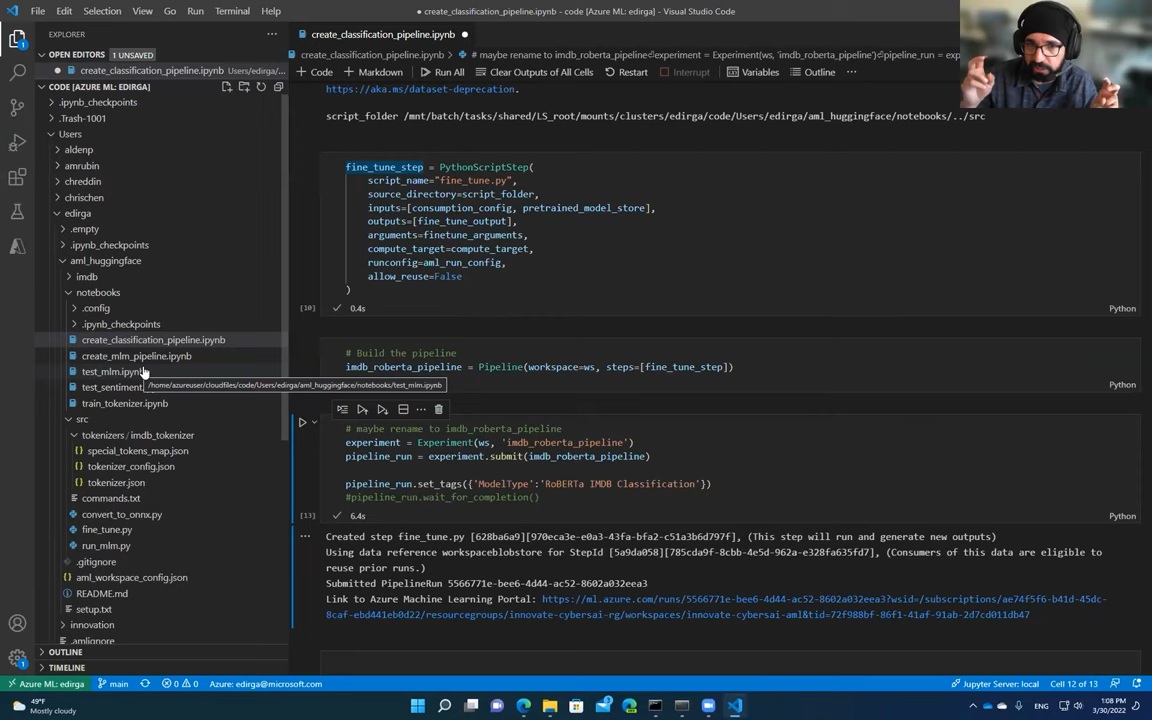 File Edit Selection View Go Run Terminal Help
● create_classification_pipeline.ipynb - code [Azure ML: edirga] - Visual Studio Code
EXPLORER
OPEN EDITORS 1 UNSAVED
create_classification_pipeline.ipynb Users/edirga/...
CODE [AZURE ML: EDIRGA]
.ipynb_checkpoints
.Trash-1001
Users
aldenp
amrubin
chreddin
chrischen
edirga
.empty
.ipynb_checkpoints
aml_huggingface
imdb
notebooks
.config
.ipynb_checkpoints
create_classification_pipeline.ipynb
create_mlm_pipeline.ipynb
test_mlm.ipynb
test_sentiment.
/home/azureuser/cloudfiles/code/Users/edirga/aml_huggingface/notebooks/test_mlm.ipynb
train_tokenizer.ipynb
src
tokenizers / imdb_tokenizer
special_tokens_map.json
tokenizer_config.json
tokenizer.json
commands.txt
convert_to_onnx.py
fine_tune.py
run_mlm.py
.gitignore
aml_workspace_config.json
README.md
setup.txt
innovation
.amlignore
OUTLINE
TIMELINE
create_classification_pipeline.ipynb ●
create_classification_pipeline.ipynb > # maybe rename to imdb_roberta_pipeline⏎experiment = Experiment(ws, 'imdb_roberta_pipeline')⏎pipeline_run = exp
+ Code + Markdown Run All Clear Outputs of All Cells Restart Interrupt Variables Outline ...
https://aka.ms/dataset-deprecation.
script_folder /mnt/batch/tasks/shared/LS_root/mounts/clusters/edirga/code/Users/edirga/aml_huggingface/notebooks/../src
fine_tune_step = PythonScriptStep(
script_name="fine_tune.py",
source_directory=script_folder,
inputs=[consumption_config, pretrained_model_store],
outputs=[fine_tune_output],
arguments=finetune_arguments,
compute_target=compute_target,
runconfig=aml_run_config,
allow_reuse=False
)
[10] 0.4s Python
# Build the pipeline
imdb_roberta_pipeline = Pipeline(workspace=ws, steps=[fine_tune_step])
Python
# maybe rename to imdb_roberta_pipeline
experiment = Experiment(ws, 'imdb_roberta_pipeline')
pipeline_run = experiment.submit(imdb_roberta_pipeline)
pipeline_run.set_tags({'ModelType':'RoBERTa IMDB Classification'})
#pipeline_run.wait_for_completion()
[13] 6.4s Python
Created step fine_tune.py [628ba6a9][970eca3e-e0a3-43fa-bfa2-c51a3b6d797f], (This step will run and generate new outputs)
Using data reference workspaceblobstore for StepId [5a9da058][785cda9f-8cbb-4e5d-962a-e328fa635fd7], (Consumers of this data are eligible to
reuse prior runs.)
Submitted PipelineRun 5566771e-bee6-4d44-ac52-8602a032eee3
Link to Azure Machine Learning Portal: https://ml.azure.com/runs/5566771e-bee6-4d44-ac52-8602a032eee3?wsid=/subscriptions/ae74f5f6-b41d-45dc-
8caf-ebd441eb0d22/resourcegroups/innovate-cybersai-rg/workspaces/innovate-cybersai-aml&tid=72f988bf-86f1-41af-91ab-2d7cd011db47
Azure ML: edirga main 0 0 Azure: edirga@microsoft.com Jupyter Server: local Cell 12 of 13
49°F
Mostly cloudy
ENG
1:08 PM
3/30/2022